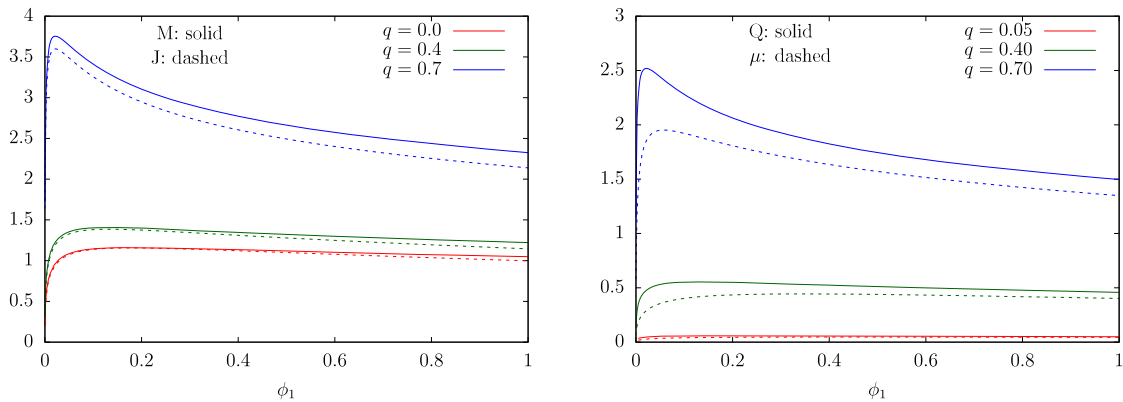 4
3.5
3
2.5
2
1.5
1
0.5
0
M: solid
J: dashed
q = 0.0
q = 0.4
q = 0.7
0 0.2 0.4 0.6 0.8 1
ϕ₁
3
2.5
2
1.5
1
0.5
0
Q: solid
μ: dashed
q = 0.05
q = 0.40
q = 0.70
0 0.2 0.4 0.6 0.8 1
ϕ₁